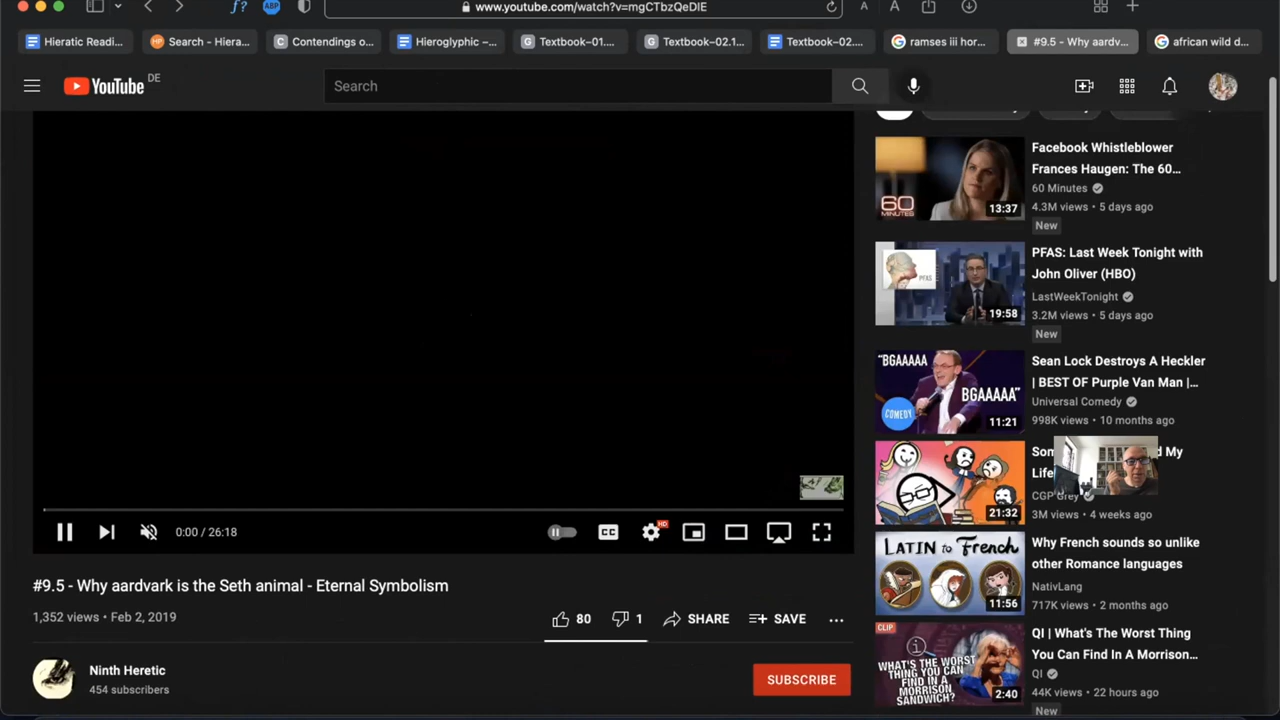 www.youtube.com/watch?v=mgCTbzQeDIE
A
A
f?
ABP
Hieratic Readi...
Search - Hiera...
Contendings o...
Hieroglyphic –...
Textbook–01....
Textbook–02.1...
Textbook–02....
ramses iii hor...
#9.5 - Why aardv...
african wild d...
YouTube DE
Search
Facebook Whistleblower
Frances Haugen: The 60...
60 Minutes
4.3M views • 5 days ago
New
60
MINUTES
13:37
PFAS: Last Week Tonight with
John Oliver (HBO)
LastWeekTonight
3.2M views • 5 days ago
New
PFAS
19:58
Sean Lock Destroys A Heckler
| BEST OF Purple Van Man |...
Universal Comedy
998K views • 10 months ago
"BGAAAAA
BGAAAAA"
COMEDY
11:21
My
Life
CGP Grey
3M views • 4 weeks ago
21:32
Why French sounds so unlike
other Romance languages
NativLang
717K views • 2 months ago
LATIN to FRENCH
11:56
QI | What's The Worst Thing
You Can Find In A Morrison...
QI
44K views • 22 hours ago
New
CLIP
WHAT'S THE WORST
THING YOU
CAN FIND IN A
MORRISON
SANDWICH?
2:40
0:00 / 26:18
CC
HD
#9.5 - Why aardvark is the Seth animal - Eternal Symbolism
1,352 views • Feb 2, 2019
80
1
SHARE
SAVE
Ninth Heretic
454 subscribers
SUBSCRIBE